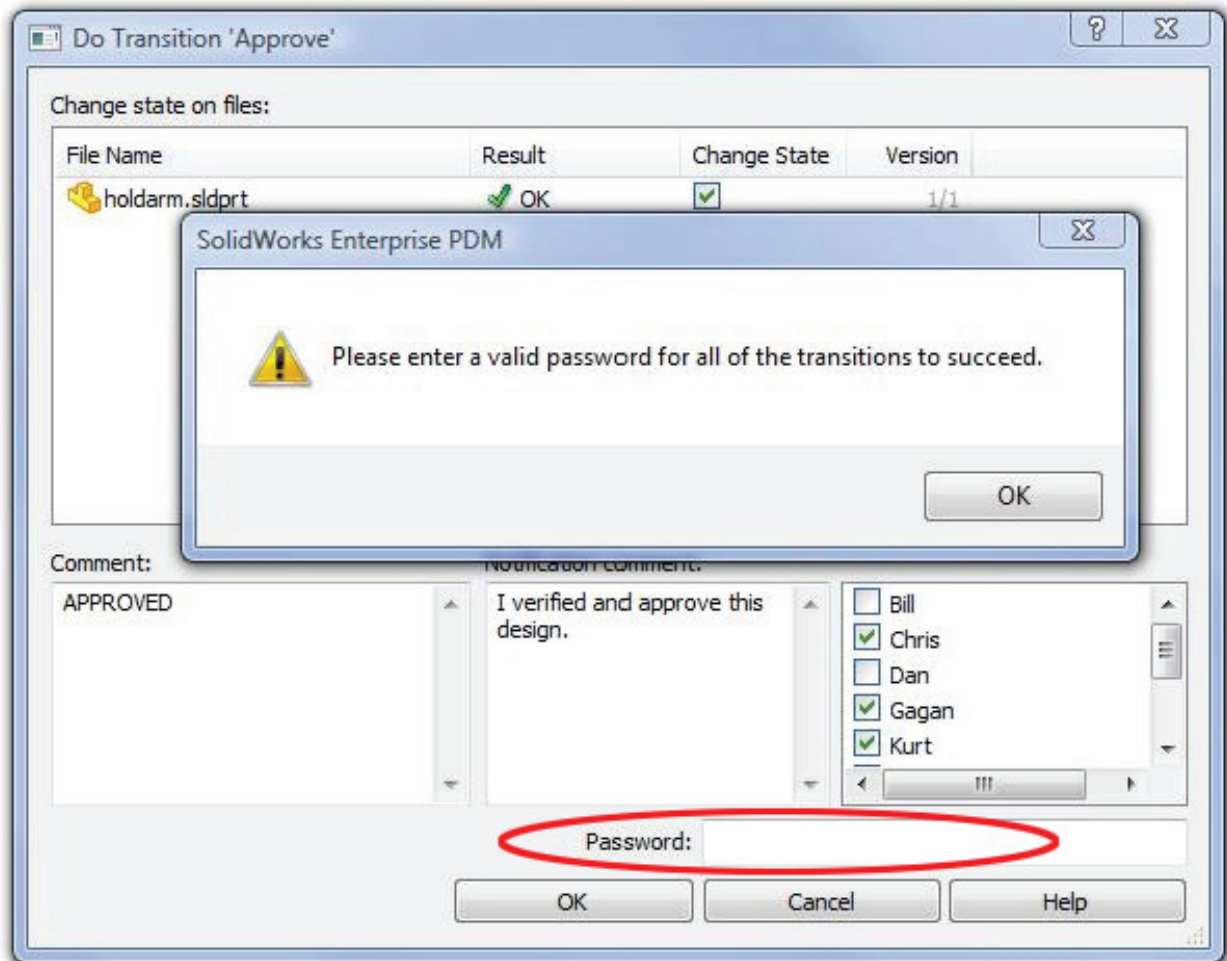 Do Transition 'Approve'
Change state on files:
File Name Result Change State Version
holdarm.sldprt OK 1/1
SolidWorks Enterprise PDM
Please enter a valid password for all of the transitions to succeed.
OK
Comment: Notification comment:
APPROVED
I verified and approve this
design.
Bill
Chris
Dan
Gagan
Kurt
Password:
OK Cancel Help